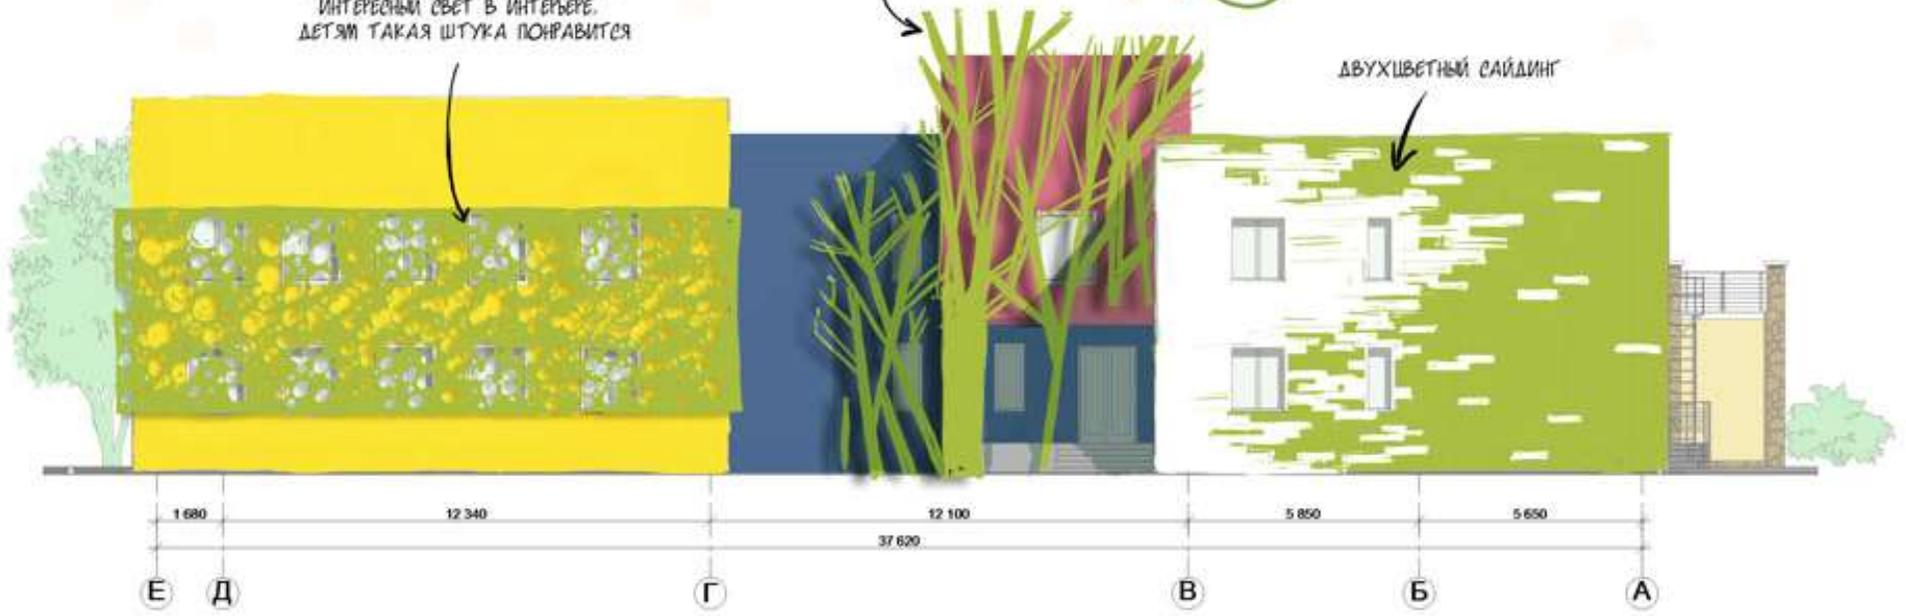 ИНТЕРЕСНЫЙ СВЕТ В ИНТЕРЬЕРЕ.
ДЕТЯМ ТАКАЯ ШТУКА ПОНРАВИТСЯ
ДВУХЦВЕТНЫЙ САЙДИНГ
1 680
12 340
12 100
5 850
5 650
37 620
Е
Д
Г
В
Б
А